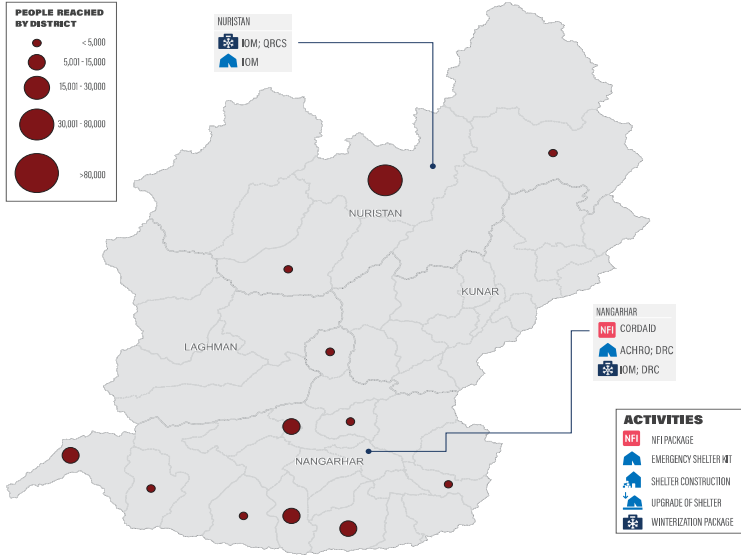 PEOPLE REACHED
BY DISTRICT
< 5,000
5,001 - 15,000
15,001 - 30,000
30,001 - 80,000
>80,000
NURISTAN
IOM; QRCS
IOM
NURISTAN
KUNAR
LAGHMAN
NANGARHAR
NFI CORDAID
ACHRO; DRC
IOM; DRC
NANGARHAR
ACTIVITIES
NFI NFI PACKAGE
EMERGENCY SHELTER KIT
SHELTER CONSTRUCTION
UPGRADE OF SHELTER
WINTERIZATION PACKAGE